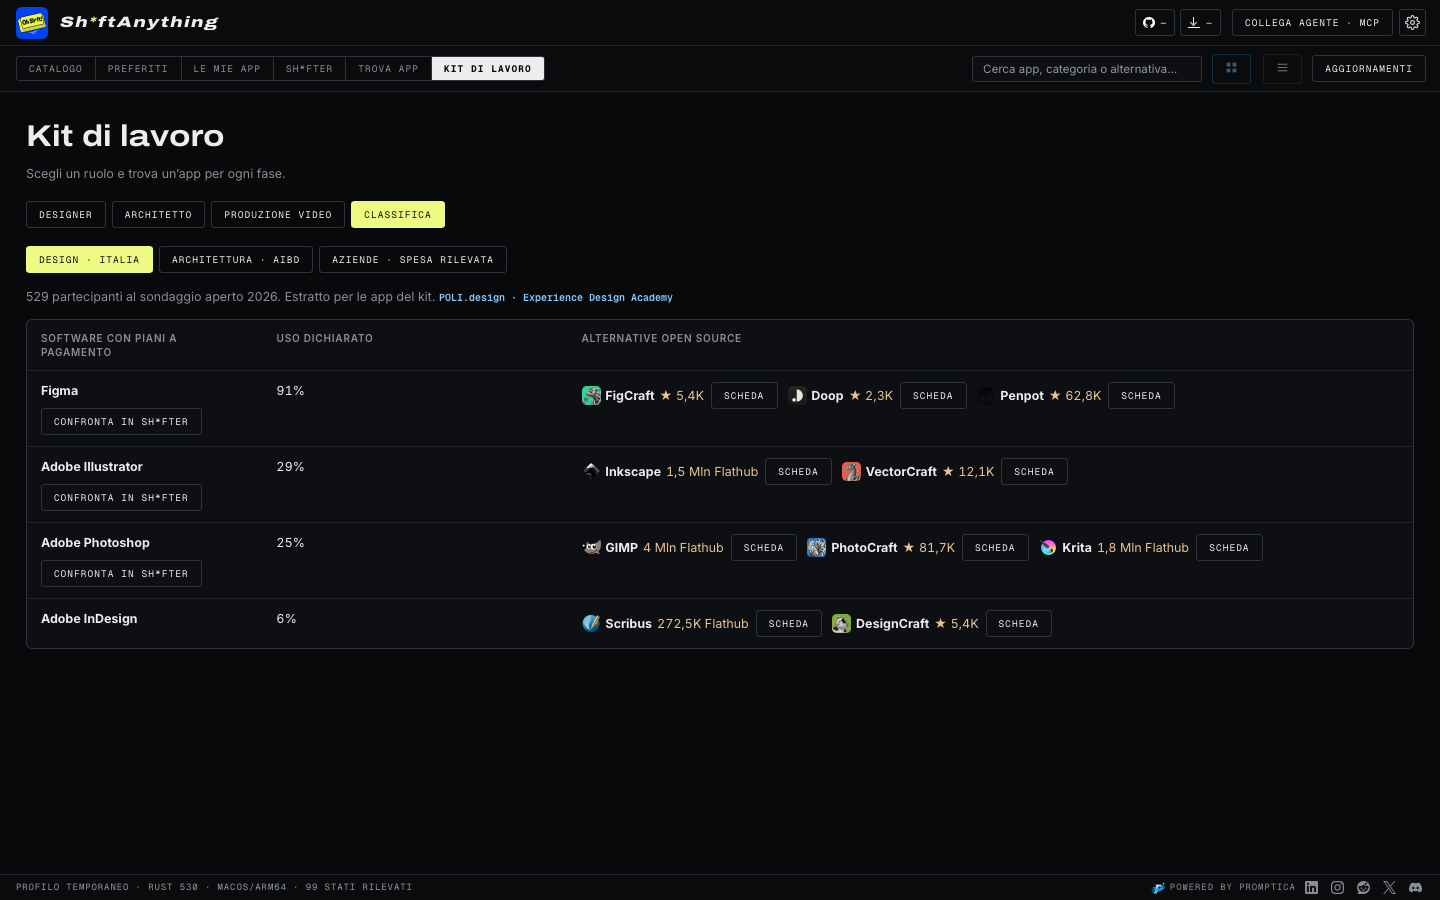 Sh*ftAnything
–
–
COLLEGA AGENTE · MCP
CATALOGO
PREFERITI
LE MIE APP
SH*FTER
TROVA APP
KIT DI LAVORO
Cerca app, categoria o alternativa...
AGGIORNAMENTI
Kit di lavoro
Scegli un ruolo e trova un’app per ogni fase.
DESIGNER
ARCHITETTO
PRODUZIONE VIDEO
CLASSIFICA
DESIGN · ITALIA
ARCHITETTURA · AIBD
AZIENDE · SPESA RILEVATA
529 partecipanti al sondaggio aperto 2026. Estratto per le app del kit. POLI.design · Experience Design Academy
SOFTWARE CON PIANI A
PAGAMENTO
USO DICHIARATO
ALTERNATIVE OPEN SOURCE
Figma
CONFRONTA IN SH*FTER
91%
FigCraft ★ 5,4K SCHEDA
Doop ★ 2,3K SCHEDA
Penpot ★ 62,8K SCHEDA
Adobe Illustrator
CONFRONTA IN SH*FTER
29%
Inkscape 1,5 Mln Flathub SCHEDA
VectorCraft ★ 12,1K SCHEDA
Adobe Photoshop
CONFRONTA IN SH*FTER
25%
GIMP 4 Mln Flathub SCHEDA
PhotoCraft ★ 81,7K SCHEDA
Krita 1,8 Mln Flathub SCHEDA
Adobe InDesign
6%
Scribus 272,5K Flathub SCHEDA
DesignCraft ★ 5,4K SCHEDA
PROFILO TEMPORANEO · RUST 530 · MACOS/ARM64 · 99 STATI RILEVATI
POWERED BY PROMPTICA